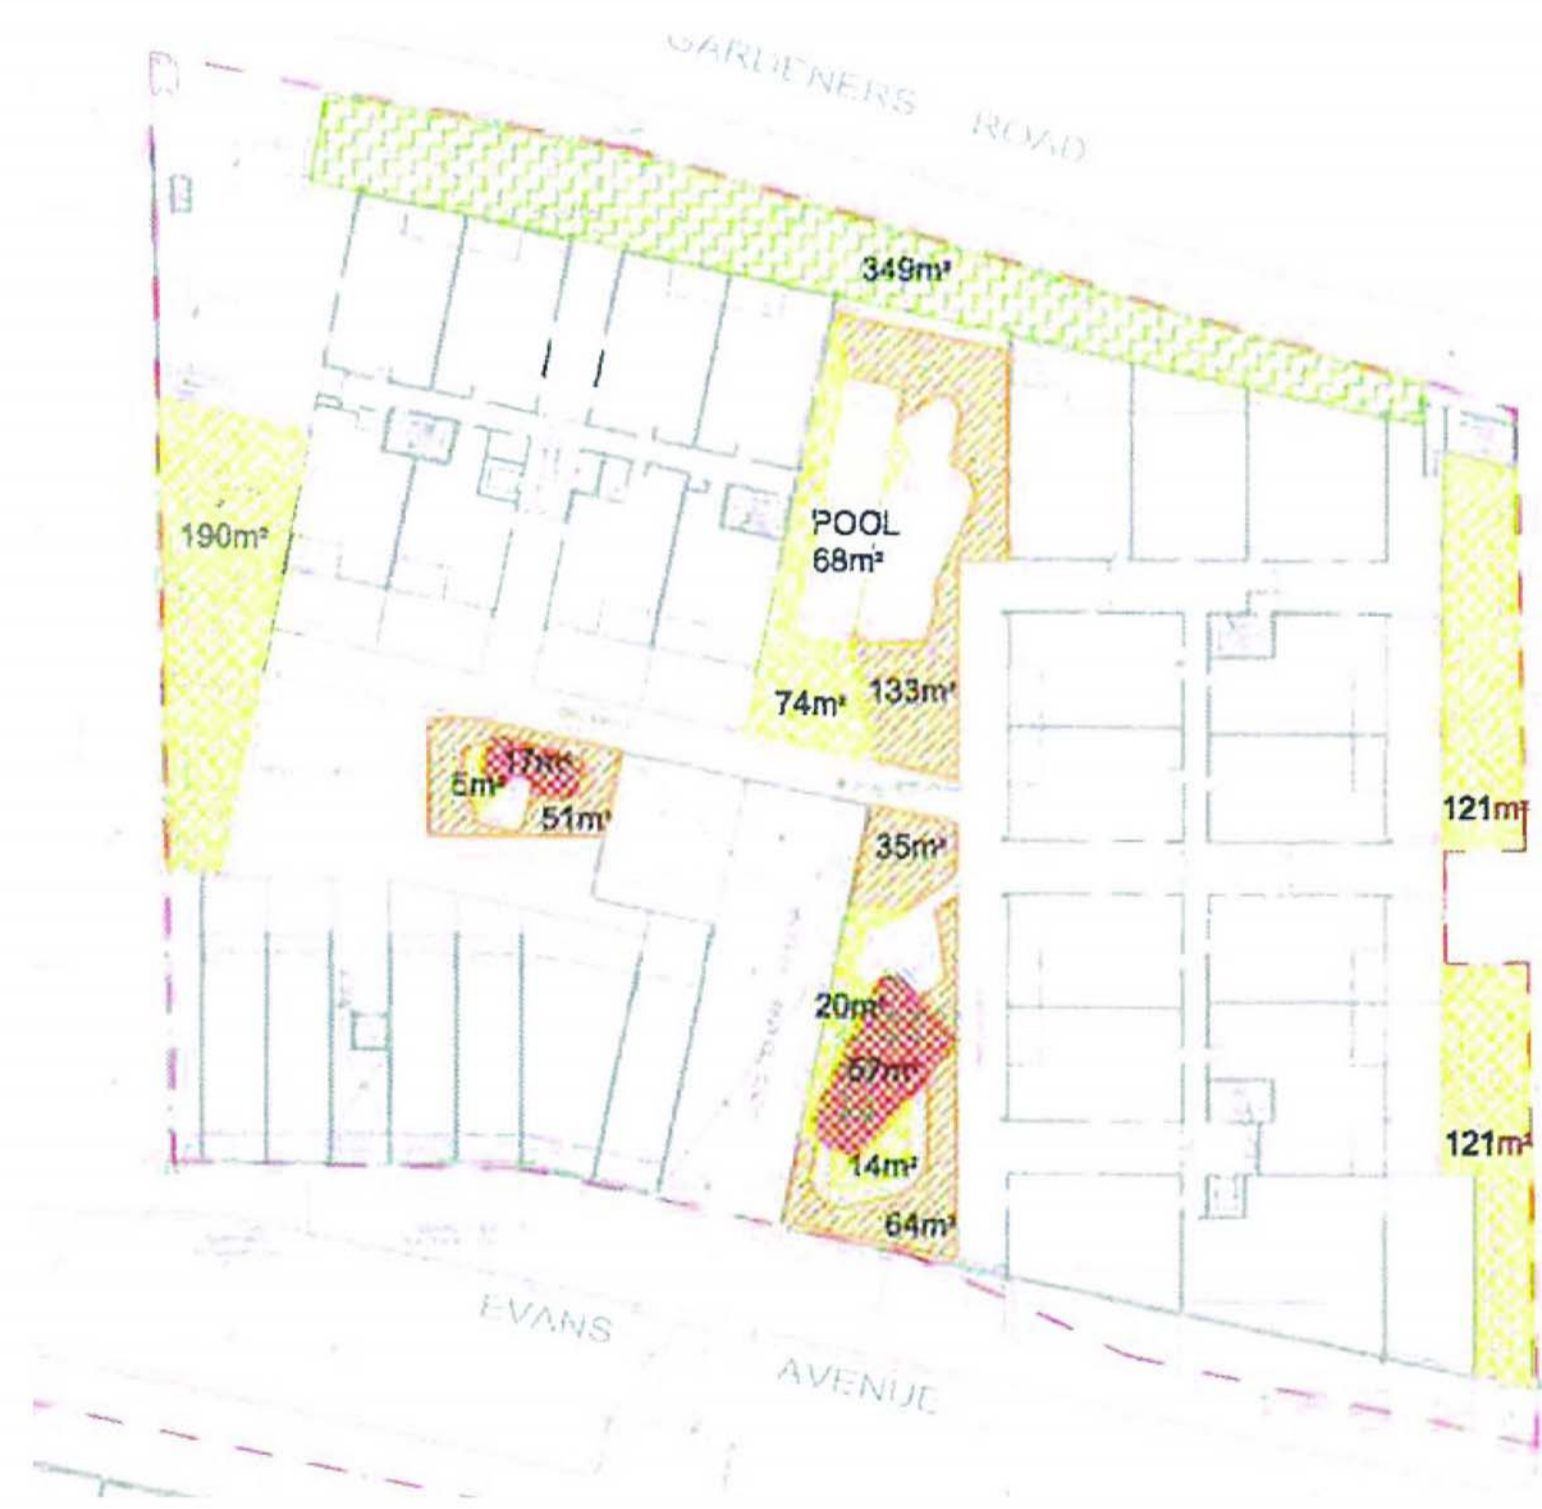 GARDENERS ROAD
349m²
190m²
POOL
68m²
74m²
133m²
17m²
5m²
51m²
121m²
35m²
20m²
14m²
121m²
64m²
EVANS
AVENUE